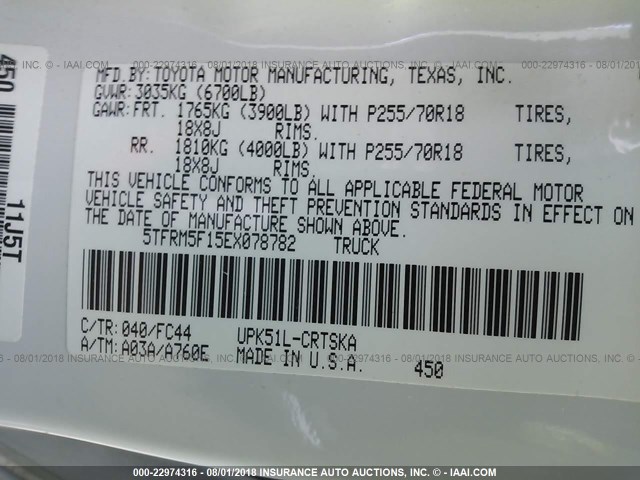 MFD.BY:TOYOTA MOTOR MANUFACTURING, TEXAS, INC.
GVWR:3035KG (6700LB)
GAWR:FRT. 1765KG (3900LB) WITH P255/70R18 TIRES,
18X8J RIMS.
RR. 1810KG (4000LB) WITH P255/70R18 TIRES,
18X8J RIMS.
THIS VEHICLE CONFORMS TO ALL APPLICABLE FEDERAL MOTOR
VEHICLE SAFETY AND THEFT PREVENTION STANDARDS IN EFFECT ON
THE DATE OF MANUFACTURE SHOWN ABOVE.
5TFRM5F15EX078782 TRUCK
C/TR:040/FC44 UPK51L-CRTSKA
A/TM:A03A/A760E MADE IN U.S.A. 450
450
11J5T
000-22974316 - 08/01/2018 INSURANCE AUTO AUCTIONS, INC. © - IAAI.COM